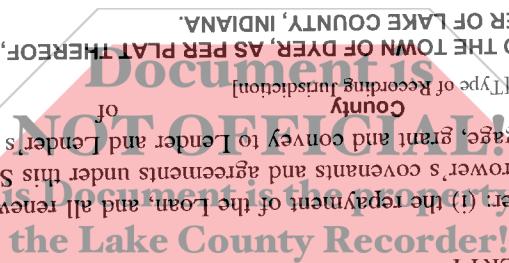 Document is
NOT OFFICIAL!
is Document is the property
the Lake County Recorder!
er: (i) the repayment of the Loan, and all renew
rower's covenants and agreements under this S
gage, grant and convey to Lender and Lender's
County of
[Type of Recording Jurisdiction]
THE TOWN OF DYER, AS PER PLAT THEREOF,
OF LAKE COUNTY, INDIANA.